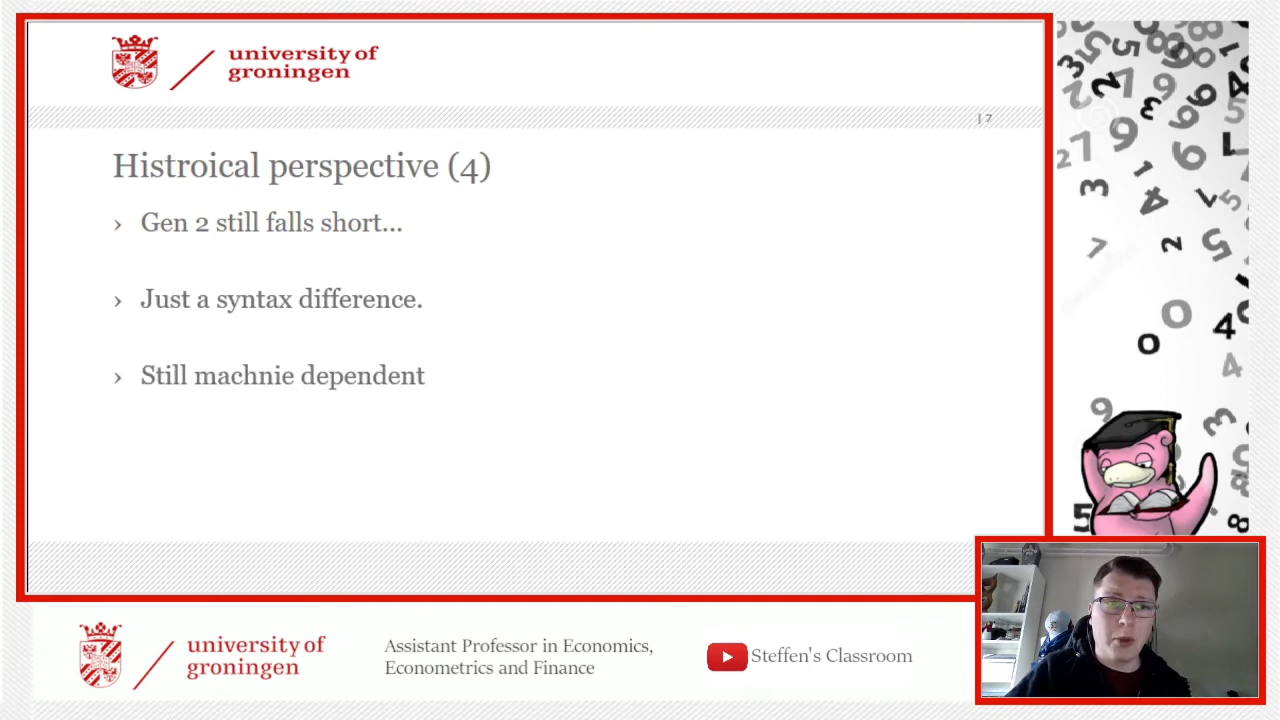 university of
groningen
| 7
Histroical perspective (4)
› Gen 2 still falls short...
› Just a syntax difference.
› Still machnie dependent
university of
groningen
Assistant Professor in Economics,
Econometrics and Finance
Steffen's Classroom